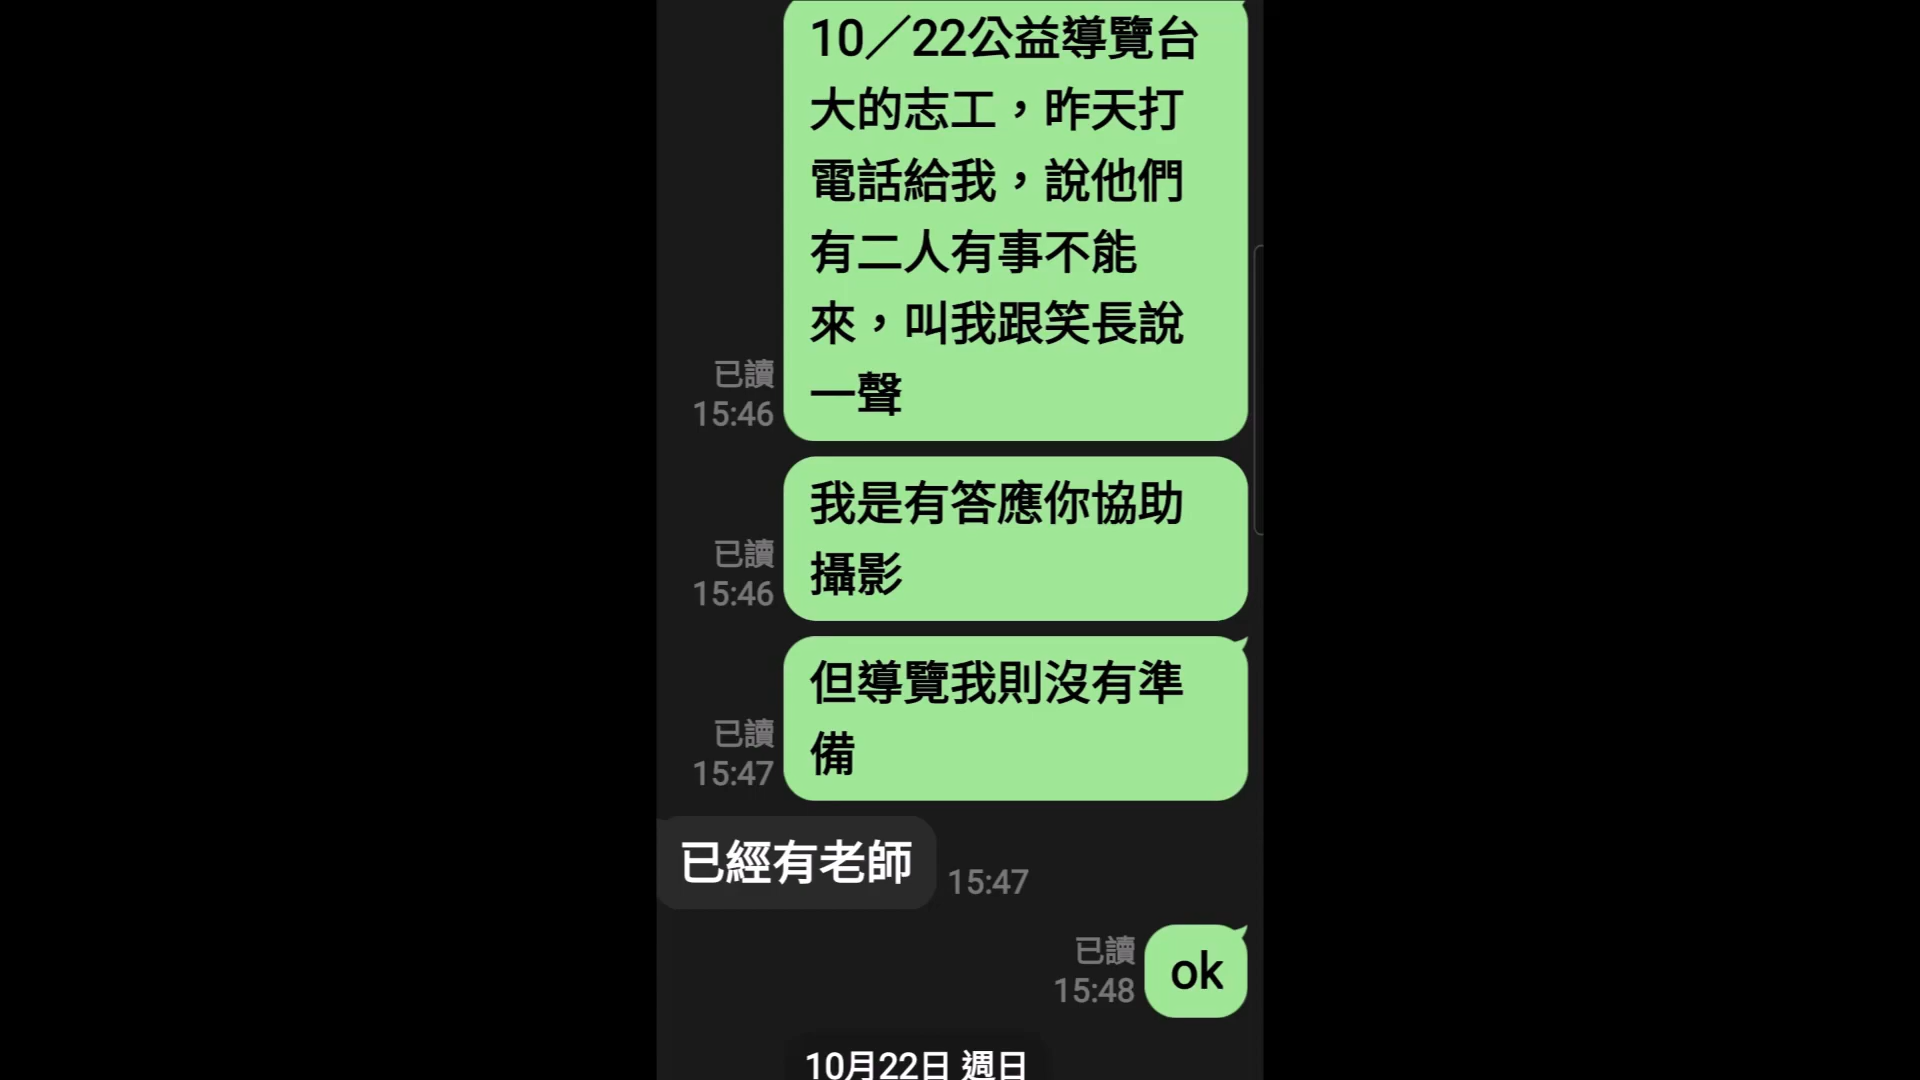 10／22公益導覽台
大的志工，昨天打
電話給我，說他們
有二人有事不能
來，叫我跟笑長說
一聲
已讀
15:46
我是有答應你協助
攝影
已讀
15:46
但導覽我則沒有準
備
已讀
15:47
已經有老師
15:47
已讀
15:48
ok
10月22日 週日